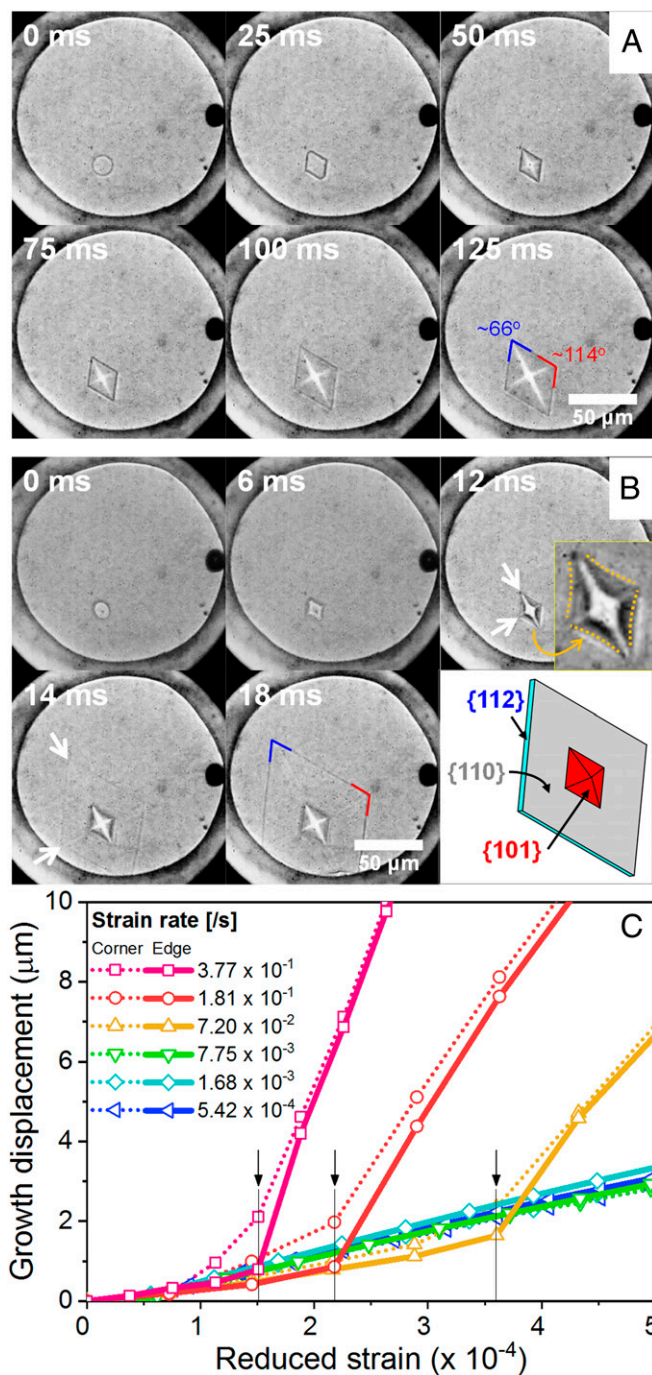 0 ms
25 ms
50 ms
A
75 ms
100 ms
125 ms
~66°
~114°
50 μm
0 ms
6 ms
12 ms
B
14 ms
18 ms
50 μm
{112}
{110}
{101}
C
Strain rate [/s]
Corner Edge
3.77 x 10⁻¹
1.81 x 10⁻¹
7.20 x 10⁻²
7.75 x 10⁻³
1.68 x 10⁻³
5.42 x 10⁻⁴
Growth displacement (μm)
10
8
6
4
2
0
0 1 2 3 4 5
Reduced strain (x 10⁻⁴)